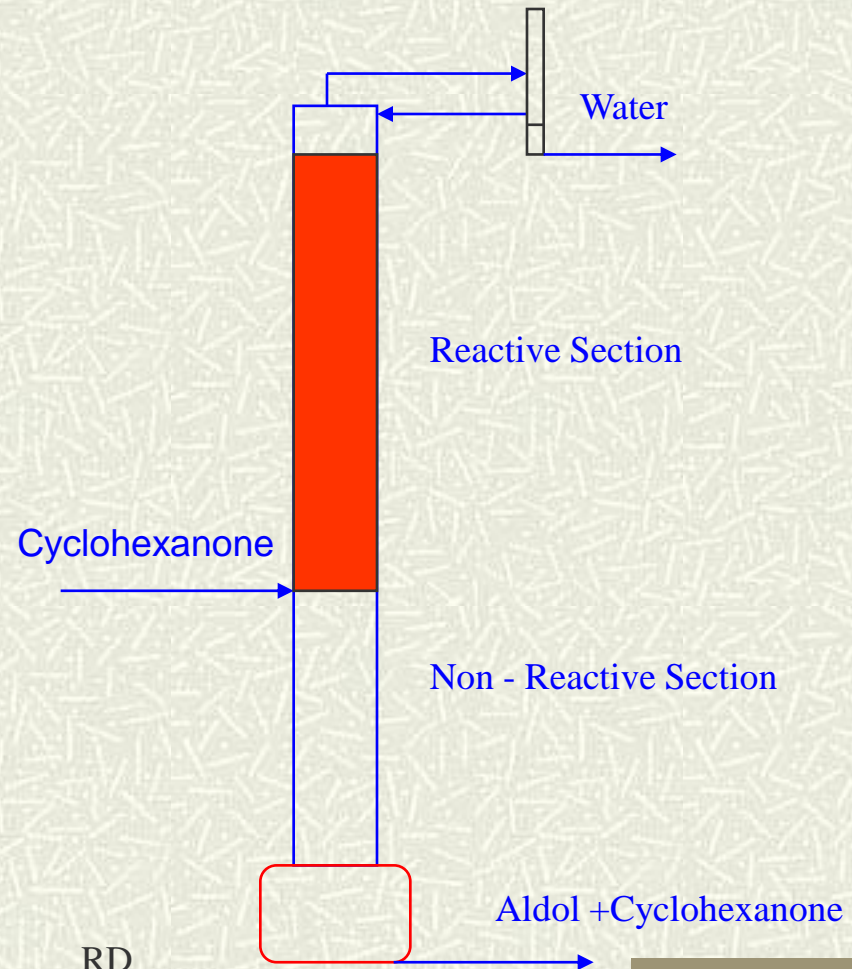 Water
Reactive Section
Cyclohexanone
Non - Reactive Section
Aldol +Cyclohexanone
RD